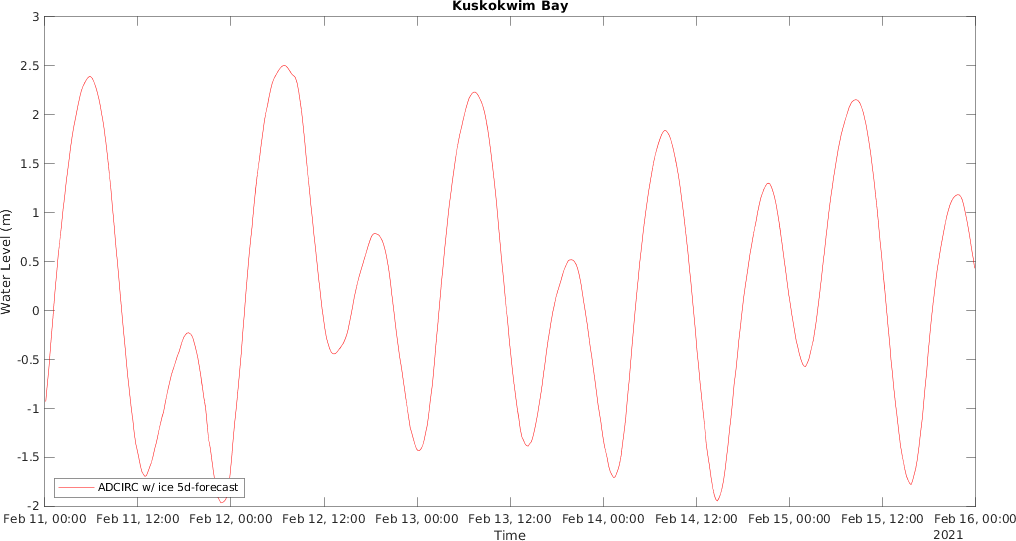 Kuskokwim Bay
3
2.5
2
1.5
1
0.5
0
-0.5
-1
-1.5
-2
Water Level (m)
ADCIRC w/ ice 5d-forecast
Feb 11, 00:00 Feb 11, 12:00 Feb 12, 00:00 Feb 12, 12:00 Feb 13, 00:00 Feb 13, 12:00 Feb 14, 00:00 Feb 14, 12:00 Feb 15, 00:00 Feb 15, 12:00 Feb 16, 00:00
Time
2021